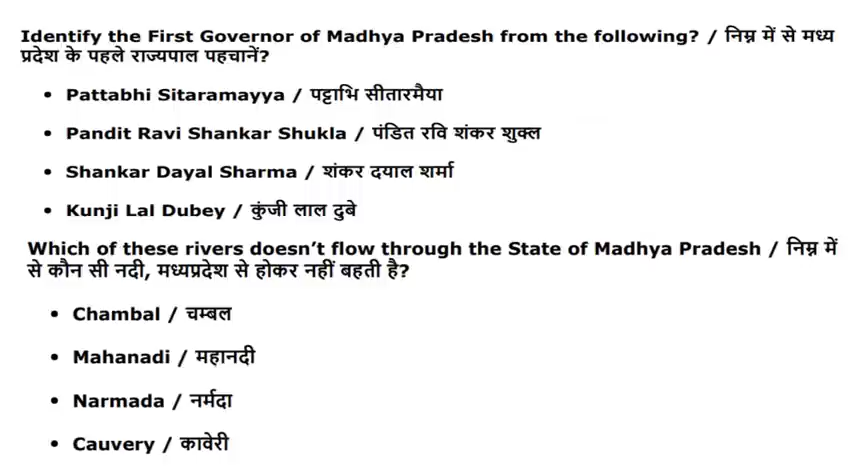 Identify the First Governor of Madhya Pradesh from the following? / निम्न में से मध्य
प्रदेश के पहले राज्यपाल पहचानें?
• Pattabhi Sitaramayya / पट्टाभि सीतारमैया
• Pandit Ravi Shankar Shukla / पंडित रवि शंकर शुक्ल
• Shankar Dayal Sharma / शंकर दयाल शर्मा
• Kunji Lal Dubey / कुंजी लाल दुबे
Which of these rivers doesn’t flow through the State of Madhya Pradesh / निम्न में
से कौन सी नदी, मध्यप्रदेश से होकर नहीं बहती है?
• Chambal / चम्बल
• Mahanadi / महानदी
• Narmada / नर्मदा
• Cauvery / कावेरी